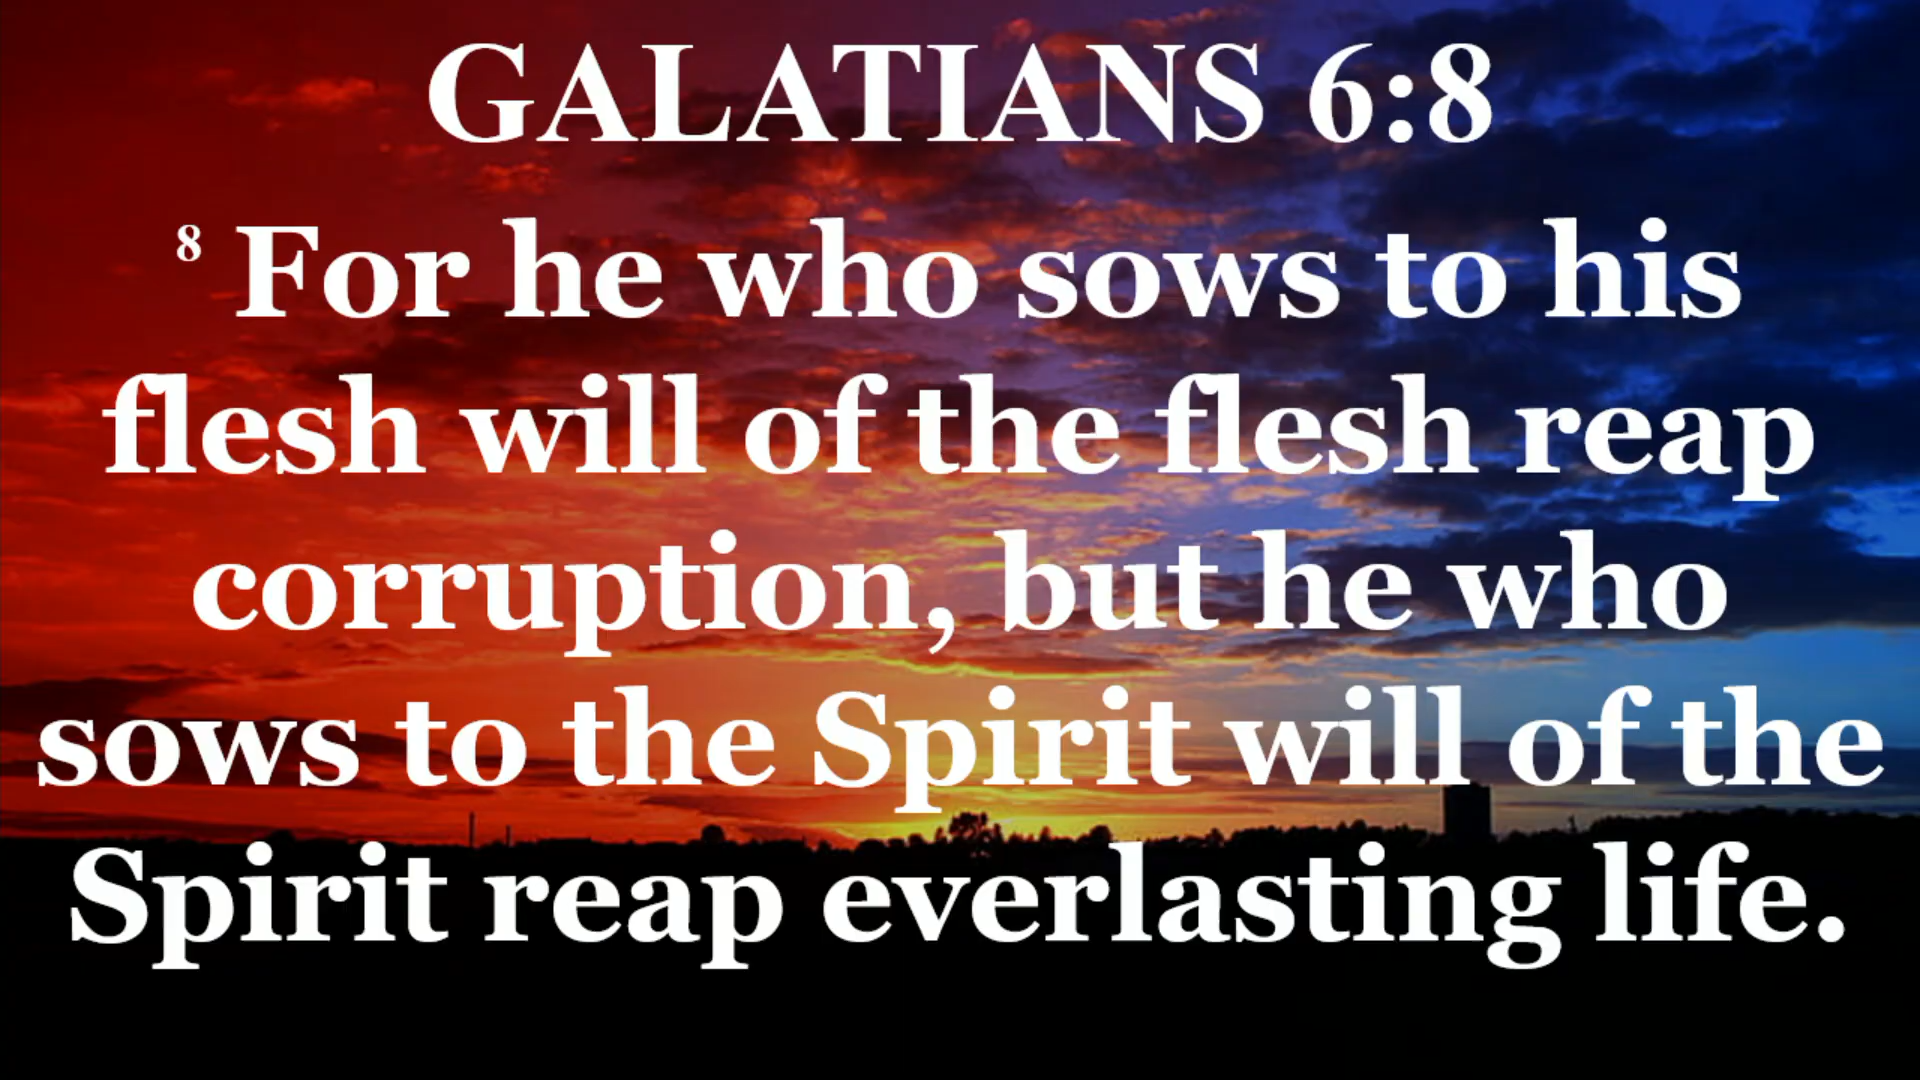 GALATIANS 6:8
8 For he who sows to his
flesh will of the flesh reap
corruption, but he who
sows to the Spirit will of the
Spirit reap everlasting life.